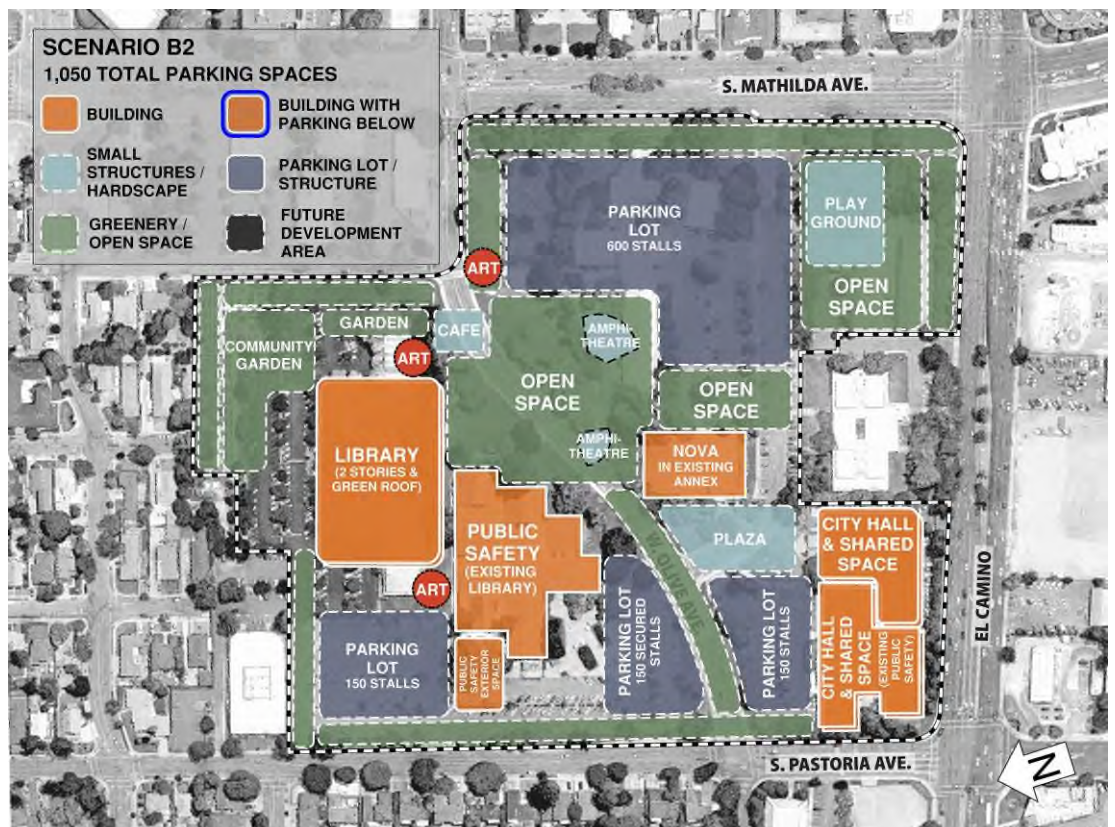 SCENARIO B2
1,050 TOTAL PARKING SPACES
BUILDING
BUILDING WITH
PARKING BELOW
SMALL
STRUCTURES /
HARDSCAPE
PARKING LOT /
STRUCTURE
GREENERY /
OPEN SPACE
FUTURE
DEVELOPMENT
AREA
S. MATHILDA AVE.
PARKING
LOT
600 STALLS
PLAY
GROUND
OPEN
SPACE
ART
GARDEN
CAFE
AMPHI-
THEATRE
COMMUNITY
GARDEN
ART
OPEN
SPACE
OPEN
SPACE
LIBRARY
(2 STORIES &
GREEN ROOF)
AMPHI-
THEATRE
NOVA
IN EXISTING
ANNEX
PUBLIC
SAFETY
(EXISTING
LIBRARY)
W. OLIVE AVE.
PLAZA
CITY HALL
& SHARED
SPACE
EL CAMINO
ART
PARKING
LOT
150 STALLS
PUBLIC
SAFETY
EXTERIOR
SPACE
PARKING LOT
150 SECURED
STALLS
PARKING LOT
150 STALLS
CITY HALL
& SHARED
SPACE
(EXISTING
PUBLIC
SAFETY)
S. PASTORIA AVE.
N